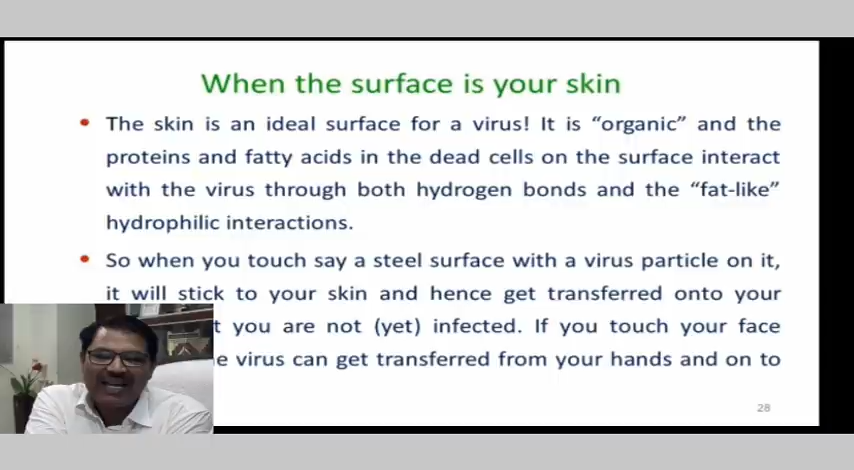 When the surface is your skin
• The skin is an ideal surface for a virus! It is “organic” and the
proteins and fatty acids in the dead cells on the surface interact
with the virus through both hydrogen bonds and the “fat-like”
hydrophilic interactions.
• So when you touch say a steel surface with a virus particle on it,
it will stick to your skin and hence get transferred onto your
t you are not (yet) infected. If you touch your face
e virus can get transferred from your hands and on to
28